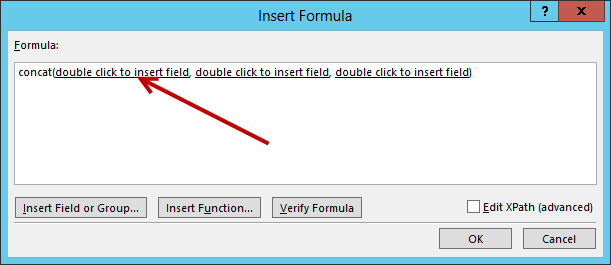 Insert Formula
? x
Formula:
concat(double click to insert field, double click to insert field, double click to insert field)
Insert Field or Group...
Insert Function...
Verify Formula
Edit XPath (advanced)
OK
Cancel